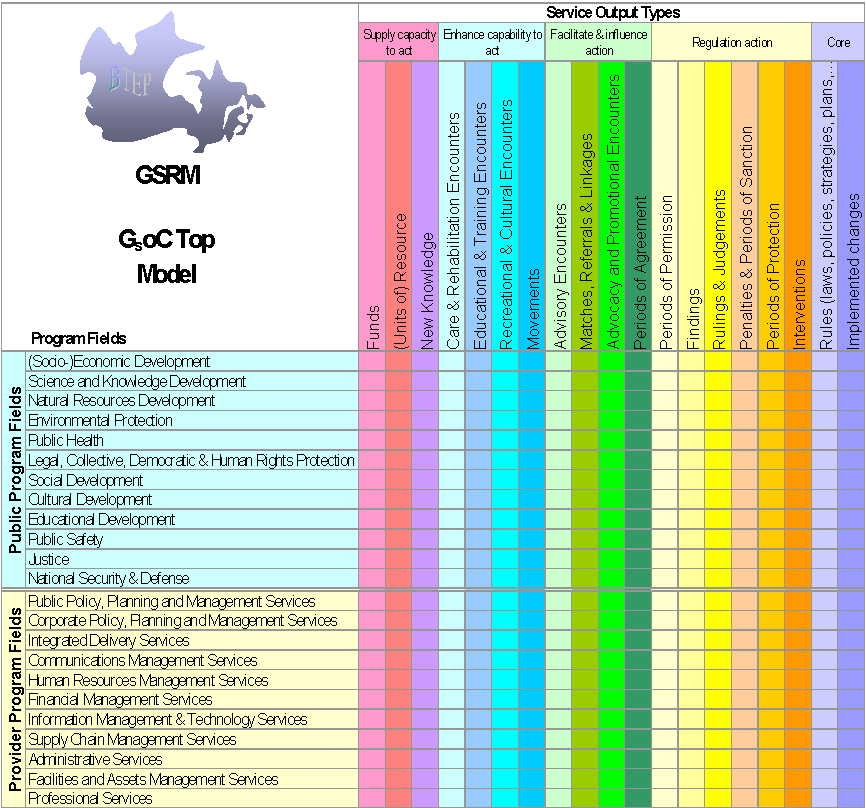 Service Output Types
Supply capacity
to act
Enhance capability to
act
Facilitate & influence
action
Regulation action
Core
BTEP
GSRM
GsoC Top
Model
Program Fields
Funds
(Units of) Resource
New Knowledge
Care & Rehabilitation Encounters
Educational & Training Encounters
Recreational & Cultural Encounters
Movements
Advisory Encounters
Matches, Referrals & Linkages
Advocacy and Promotional Encounters
Periods of Agreement
Periods of Permission
Findings
Rulings & Judgements
Penalties & Periods of Sanction
Periods of Protection
Interventions
Rules (laws, policies, strategies, plans,...
Implemented changes
Public Program Fields
(Socio-)Economic Development
Science and Knowledge Development
Natural Resources Development
Environmental Protection
Public Health
Legal, Collective, Democratic & Human Rights Protection
Social Development
Cultural Development
Educational Development
Public Safety
Justice
National Security & Defense
Provider Program Fields
Public Policy, Planning and Management Services
Corporate Policy, Planning and Management Services
Integrated Delivery Services
Communications Management Services
Human Resources Management Services
Financial Management Services
Information Management & Technology Services
Supply Chain Management Services
Administrative Services
Facilities and Assets Management Services
Professional Services